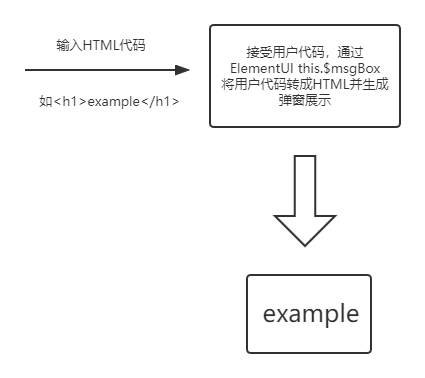 输入HTML代码
如<h1>example</h1>
接受用户代码，通过
ElementUI this.$msgBox
将用户代码转成HTML并生成
弹窗展示
example